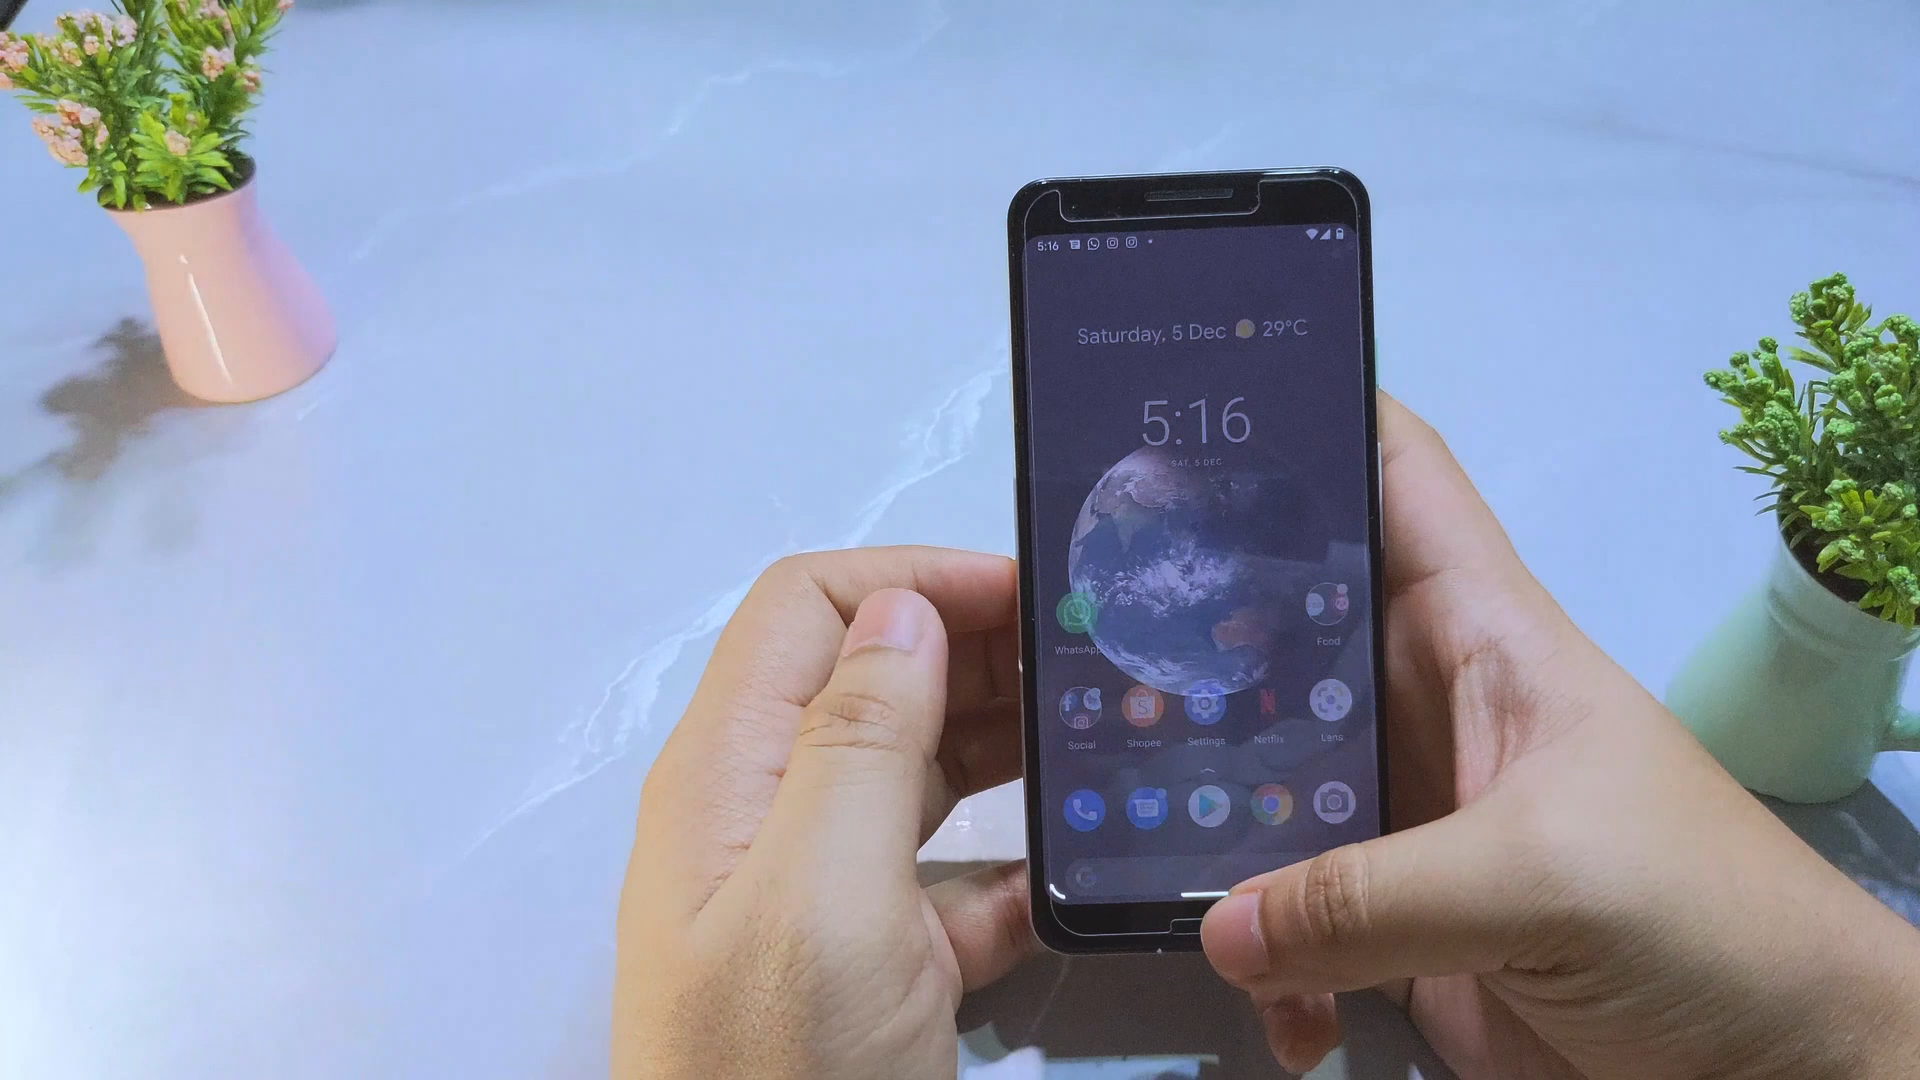 5:16
Saturday, 5 Dec 29°C
5:16
SAT, 5 DEC
WhatsApp
Food
Social
Shopee
Settings
Netflix
Lens